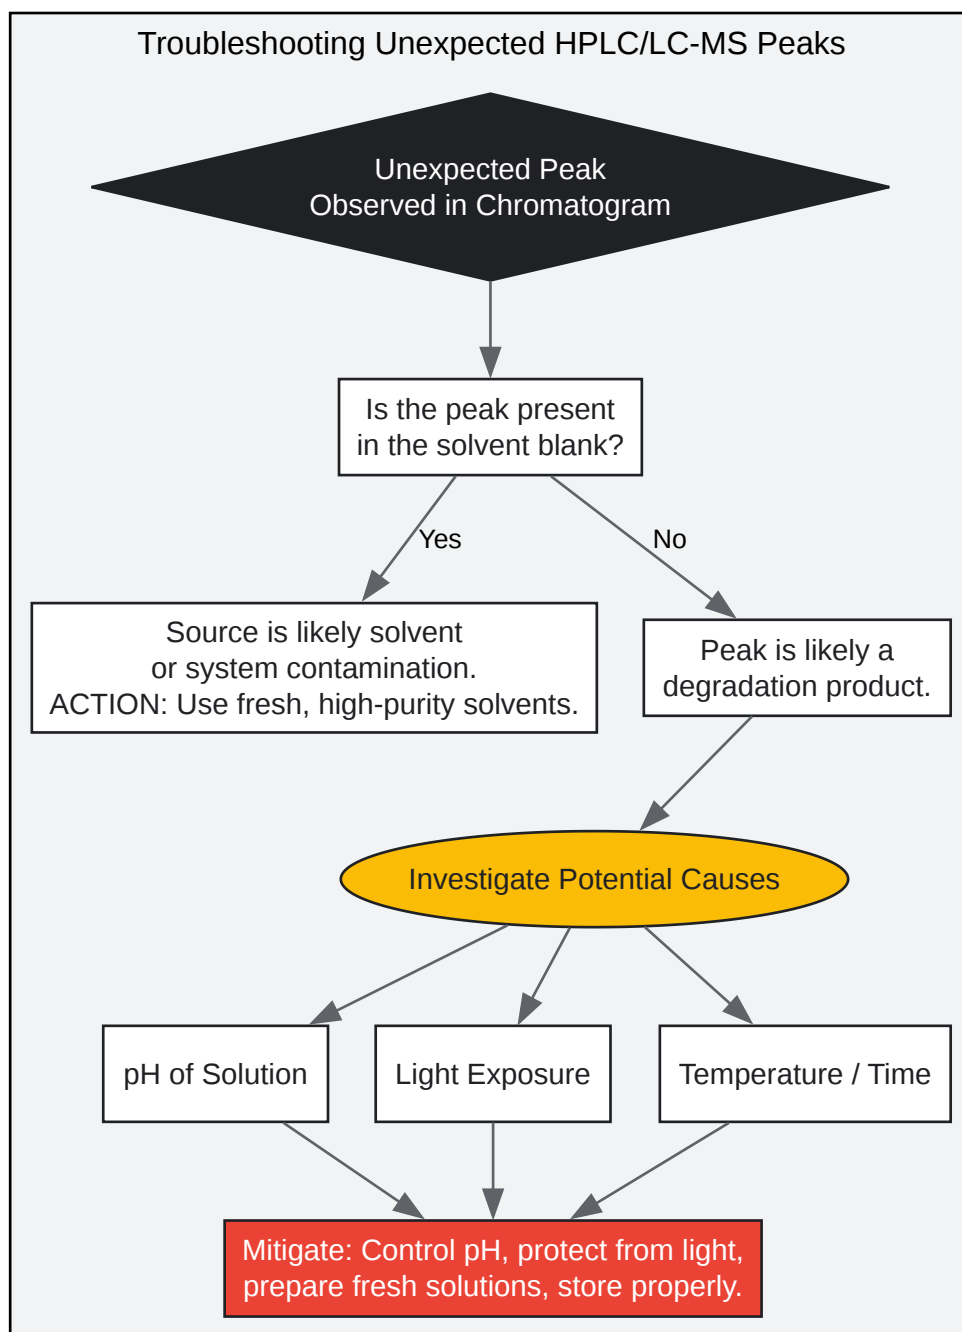 Troubleshooting Unexpected HPLC/LC-MS Peaks
Unexpected Peak
Observed in Chromatogram
Is the peak present
in the solvent blank?
Yes
No
Source is likely solvent
or system contamination.
ACTION: Use fresh, high-purity solvents.
Peak is likely a
degradation product.
Investigate Potential Causes
pH of Solution
Light Exposure
Temperature / Time
Mitigate: Control pH, protect from light,
prepare fresh solutions, store properly.